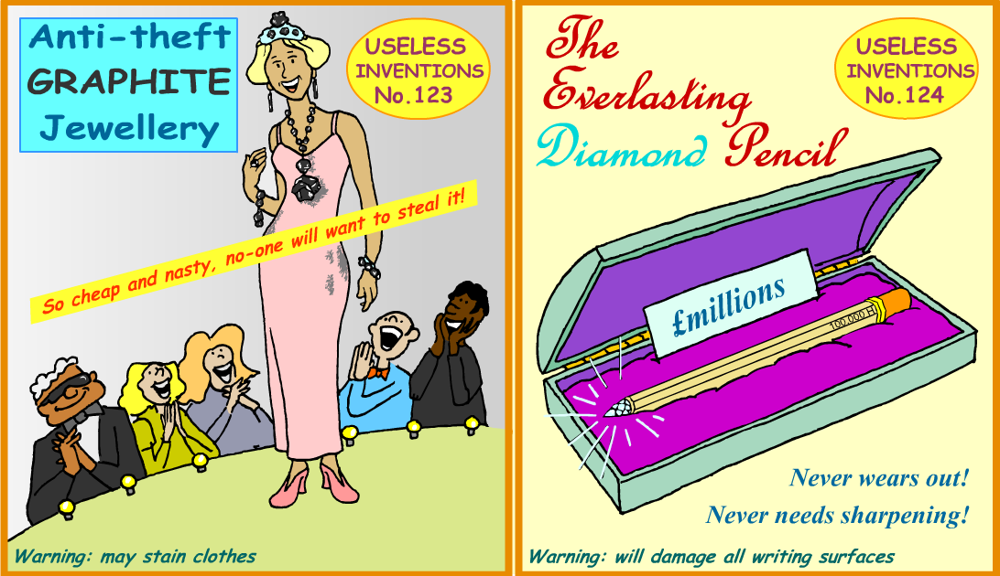 Anti-theft
GRAPHITE
Jewellery
USELESS
INVENTIONS
No.123
So cheap and nasty, no-one will want to steal it!
Warning: may stain clothes
The
Everlasting
Diamond Pencil
USELESS
INVENTIONS
No.124
£millions
100,000 H
Never wears out!
Never needs sharpening!
Warning: will damage all writing surfaces